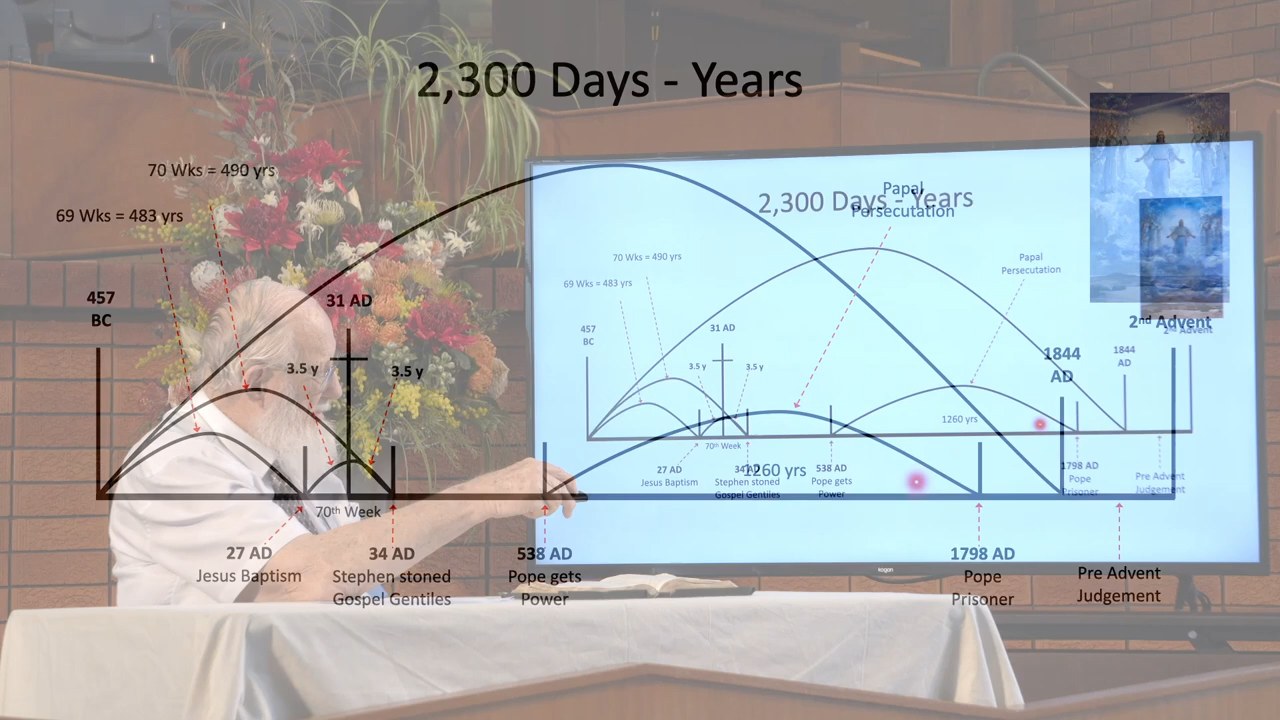 2,300 Days - Years
70 Wks = 490 yrs
69 Wks = 483 yrs
457
BC
31 AD
3.5 y
3.5 y
Papal
Persecutation
2nd Advent
1844
AD
1260 yrs
70th Week
27 AD
Jesus Baptism
34 AD
Stephen stoned
Gospel Gentiles
538 AD
Pope gets
Power
1798 AD
Pope
Prisoner
Pre Advent
Judgement
2,300 Days - Years
70 Wks = 490 yrs
69 Wks = 483 yrs
457
BC
31 AD
3.5 y
3.5 y
Papal
Persecutation
2nd Advent
1844
AD
1260 yrs
70th Week
27 AD
Jesus Baptism
34 AD
Stephen stoned
Gospel Gentiles
538 AD
Pope gets
Power
1798 AD
Pope
Prisoner
Pre Advent
Judgement
kogan